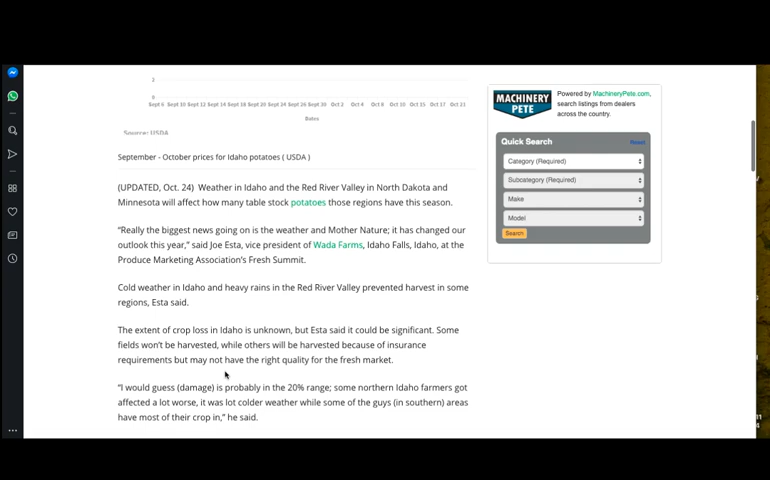 2
0
Sept 6 Sept 10 Sept 12 Sept 14 Sept 18 Sept 20 Sept 24 Sept 26 Sept 30 Oct 2 Oct 4 Oct 8 Oct 10 Oct 15 Oct 17 Oct 21
Dates
Source: USDA
September - October prices for Idaho potatoes ( USDA )
(UPDATED, Oct. 24) Weather in Idaho and the Red River Valley in North Dakota and
Minnesota will affect how many table stock potatoes those regions have this season.
“Really the biggest news going on is the weather and Mother Nature; it has changed our
outlook this year,” said Joe Esta, vice president of Wada Farms, Idaho Falls, Idaho, at the
Produce Marketing Association’s Fresh Summit.
Cold weather in Idaho and heavy rains in the Red River Valley prevented harvest in some
regions, Esta said.
The extent of crop loss in Idaho is unknown, but Esta said it could be significant. Some
fields won’t be harvested, while others will be harvested because of insurance
requirements but may not have the right quality for the fresh market.
“I would guess (damage) is probably in the 20% range; some northern Idaho farmers got
affected a lot worse, it was lot colder weather while some of the guys (in southern) areas
have most of their crop in,” he said.
MACHINERY
PETE
Powered by MachineryPete.com,
search listings from dealers
across the country.
Quick Search
Reset
Category (Required)
Subcategory (Required)
Make
Model
Search